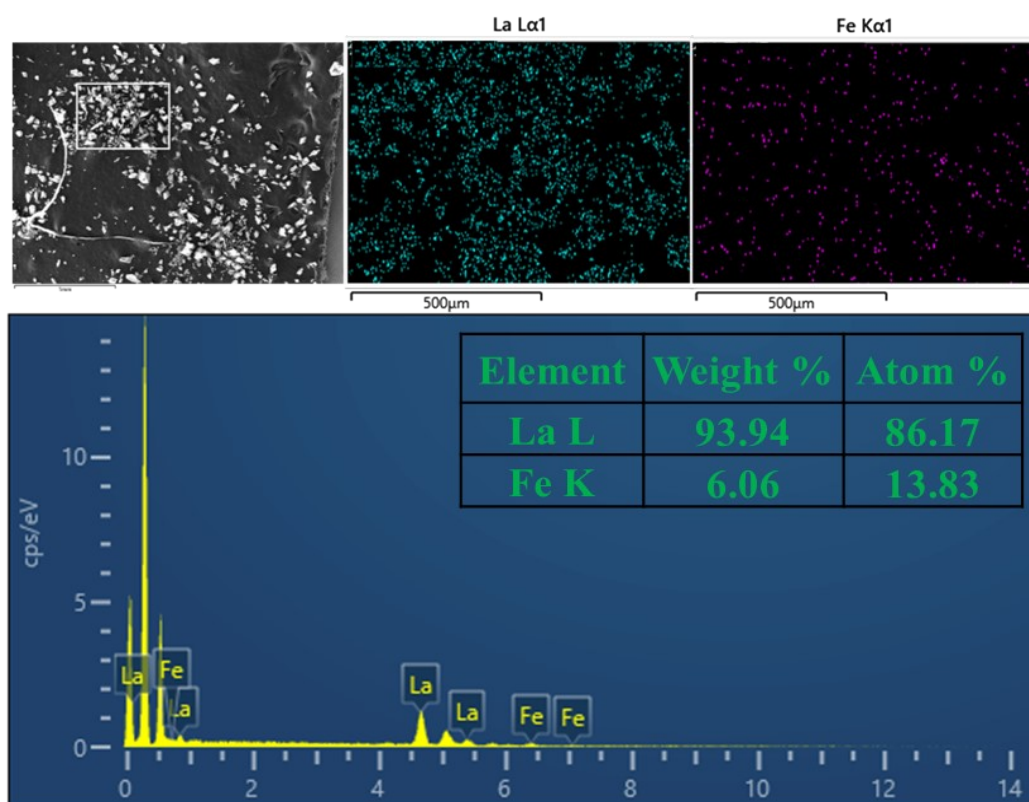 La Lα1
Fe Kα1
500μm
500μm
Element Weight % Atom %
La L 93.94 86.17
Fe K 6.06 13.83
10
cps/eV
5
La
Fe
La
La
La
Fe
Fe
0
0 2 4 6 8 10 12 14